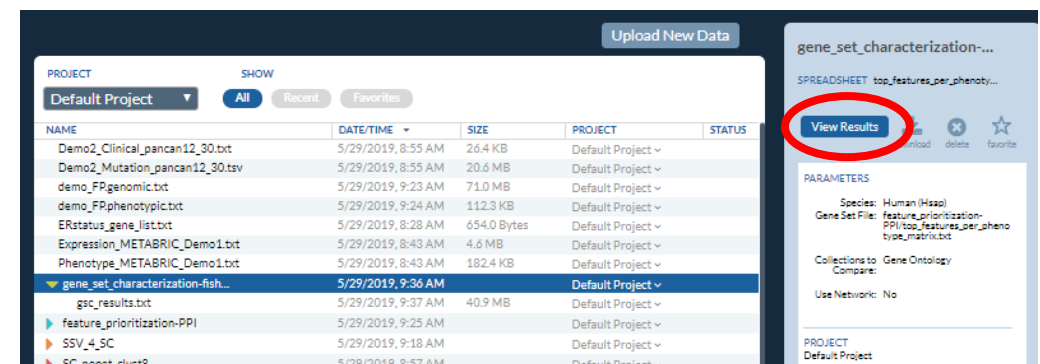 Upload New Data
PROJECT SHOW
Default Project ▼ All Recent Favorites
NAME DATE/TIME SIZE PROJECT STATUS
Demo2_Clinical_pancan12_30.txt 5/29/2019, 8:55 AM 26.4 KB Default Project
Demo2_Mutation_pancan12_30.tsv 5/29/2019, 8:55 AM 20.6 MB Default Project
demo_FP.genomic.txt 5/29/2019, 9:23 AM 71.0 MB Default Project
demo_FP.phenotypic.txt 5/29/2019, 9:24 AM 112.3 KB Default Project
ERstatus_gene_list.txt 5/29/2019, 8:28 AM 654.0 Bytes Default Project
Expression_METABRIC_Demo1.txt 5/29/2019, 8:43 AM 4.6 MB Default Project
Phenotype_METABRIC_Demo1.txt 5/29/2019, 8:43 AM 182.4 KB Default Project
gene_set_characterization-fish... 5/29/2019, 9:36 AM Default Project
gsc_results.txt 5/29/2019, 9:37 AM 40.9 MB Default Project
feature_prioritization-PPI 5/29/2019, 9:25 AM Default Project
SSV_4_SC 5/29/2019, 9:18 AM Default Project
5/29/2019, 8:57 AM Default Project
gene_set_characterization-...
SPREADSHEET top_features_per_phenoty...
View Results
delete favorite
PARAMETERS
Species: Human (Hsap)
Gene Set File: feature_prioritization-
PPI/top_features_per_pheno
type_matrix.txt
Collections to Gene Ontology
Compare:
Use Network: No
PROJECT
Default Project